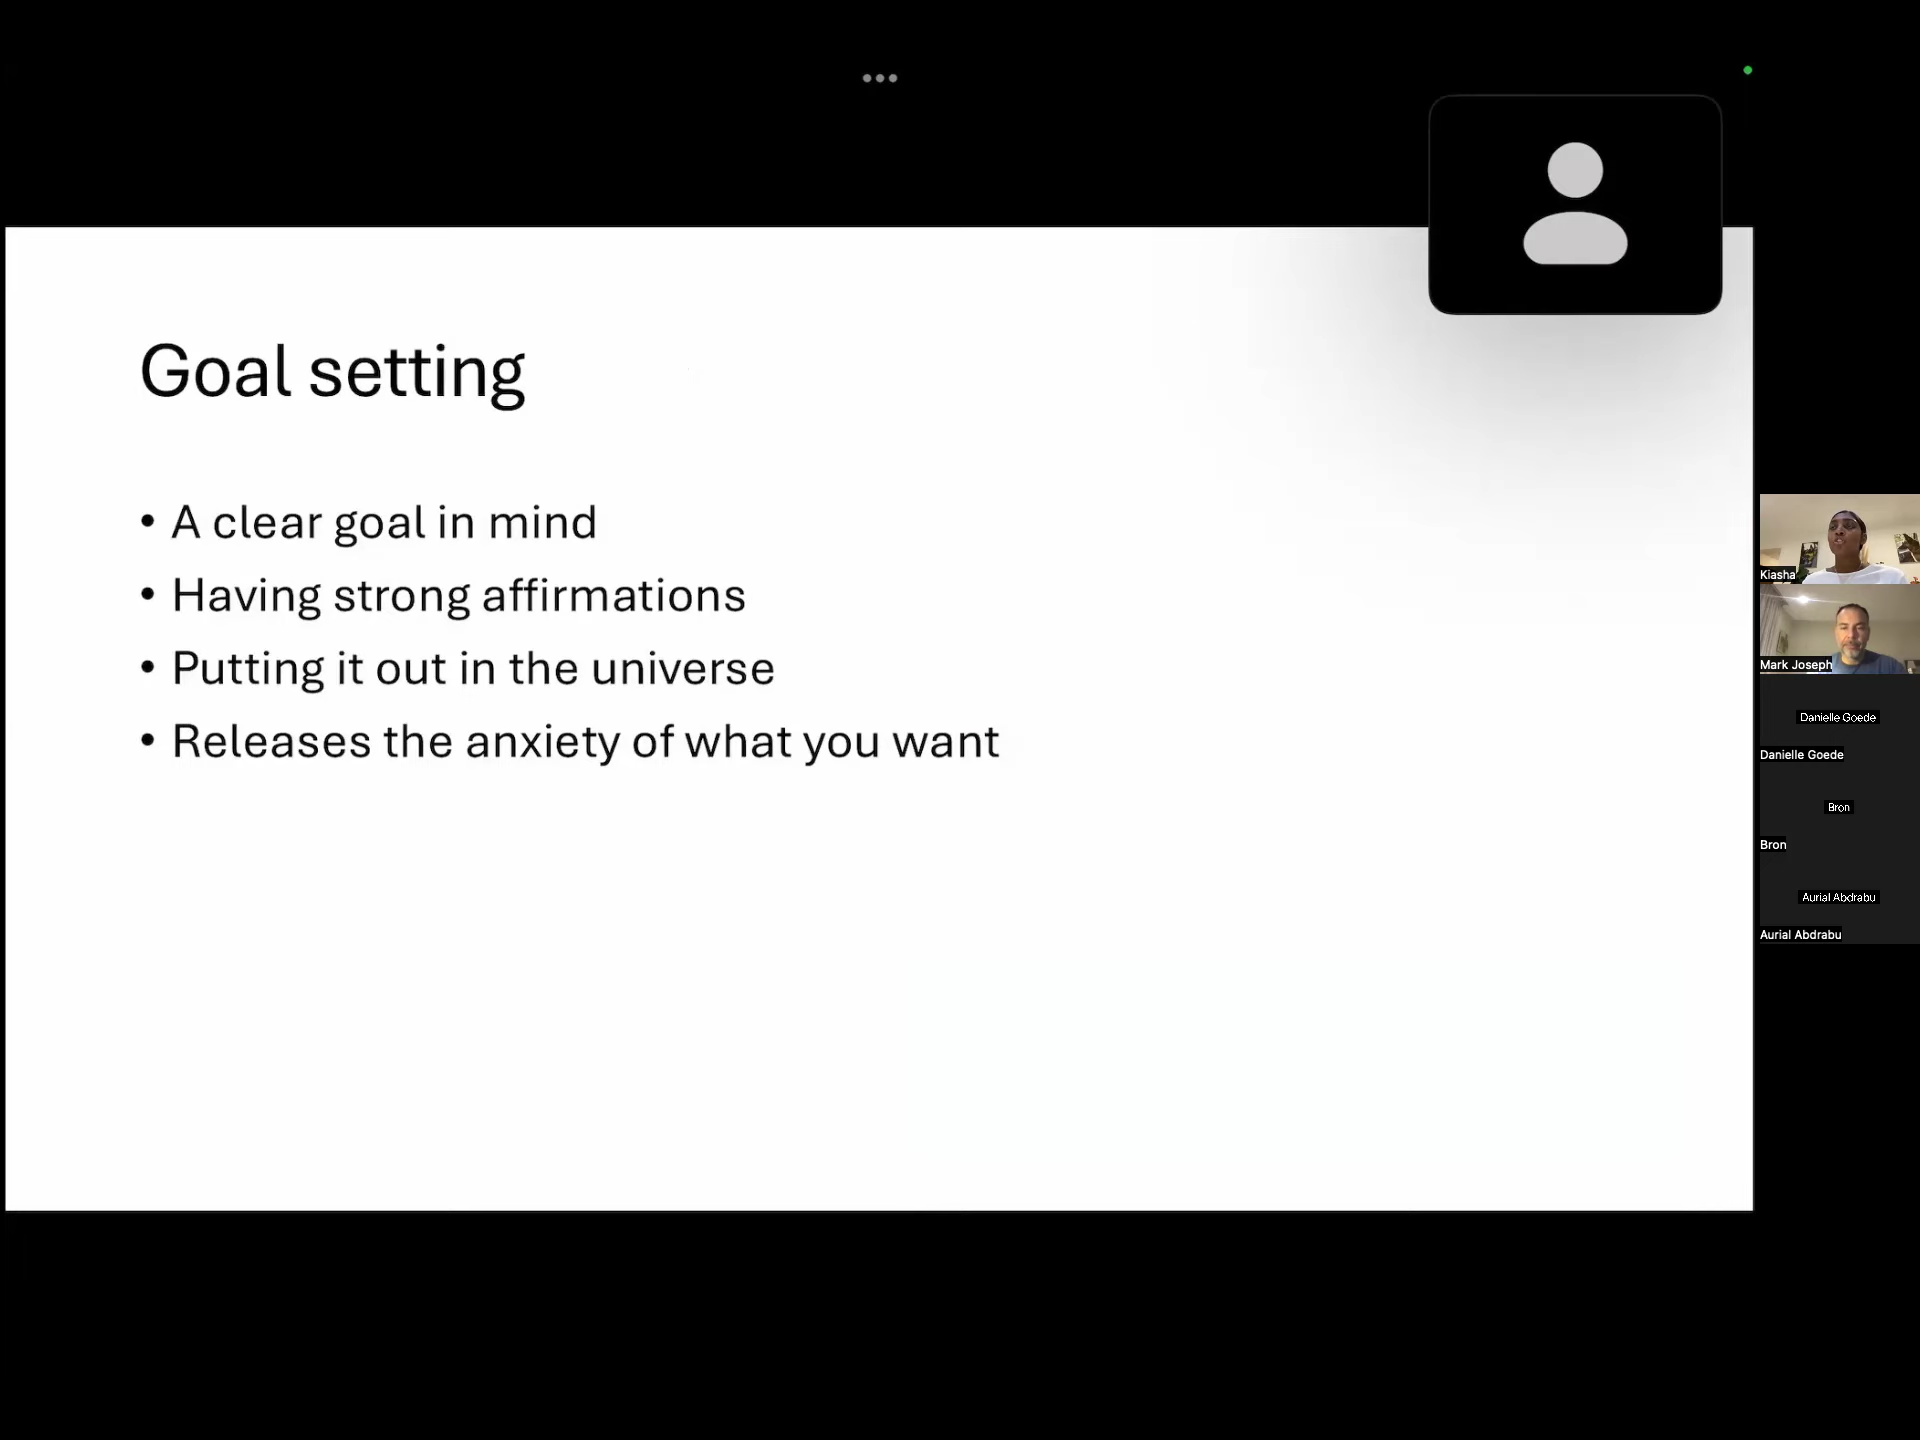 Goal setting
• A clear goal in mind
• Having strong affirmations
• Putting it out in the universe
• Releases the anxiety of what you want
Kiasha
Mark Joseph
Danielle Goede
Danielle Goede
Bron
Bron
Aurial Abdrabu
Aurial Abdrabu